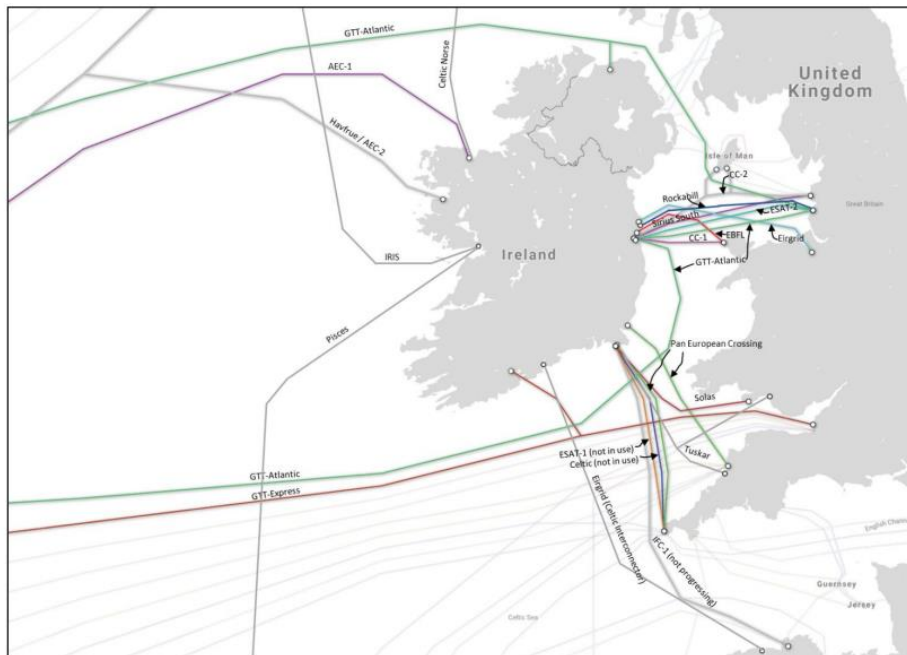 GTT-Atlantic
Celtic Norse
AEC-1
United
Kingdom
Havfrue / AEC-2
Isle of Man
CC-2
Rockabill
ESAT-2
Great Britain
Sirius South
EBFL
Eirgrid
CC-1
Ireland
IRIS
GTT-Atlantic
Pisces
Pan European Crossing
Solas
ESAT-1 (not in use)
Celtic (not in use)
Tuskar
GTT-Atlantic
GTT-Express
Eirgrid (Celtic Interconnector)
IFC-1 (not progressing)
English Channel
Guernsey
Jersey
Celtic Sea